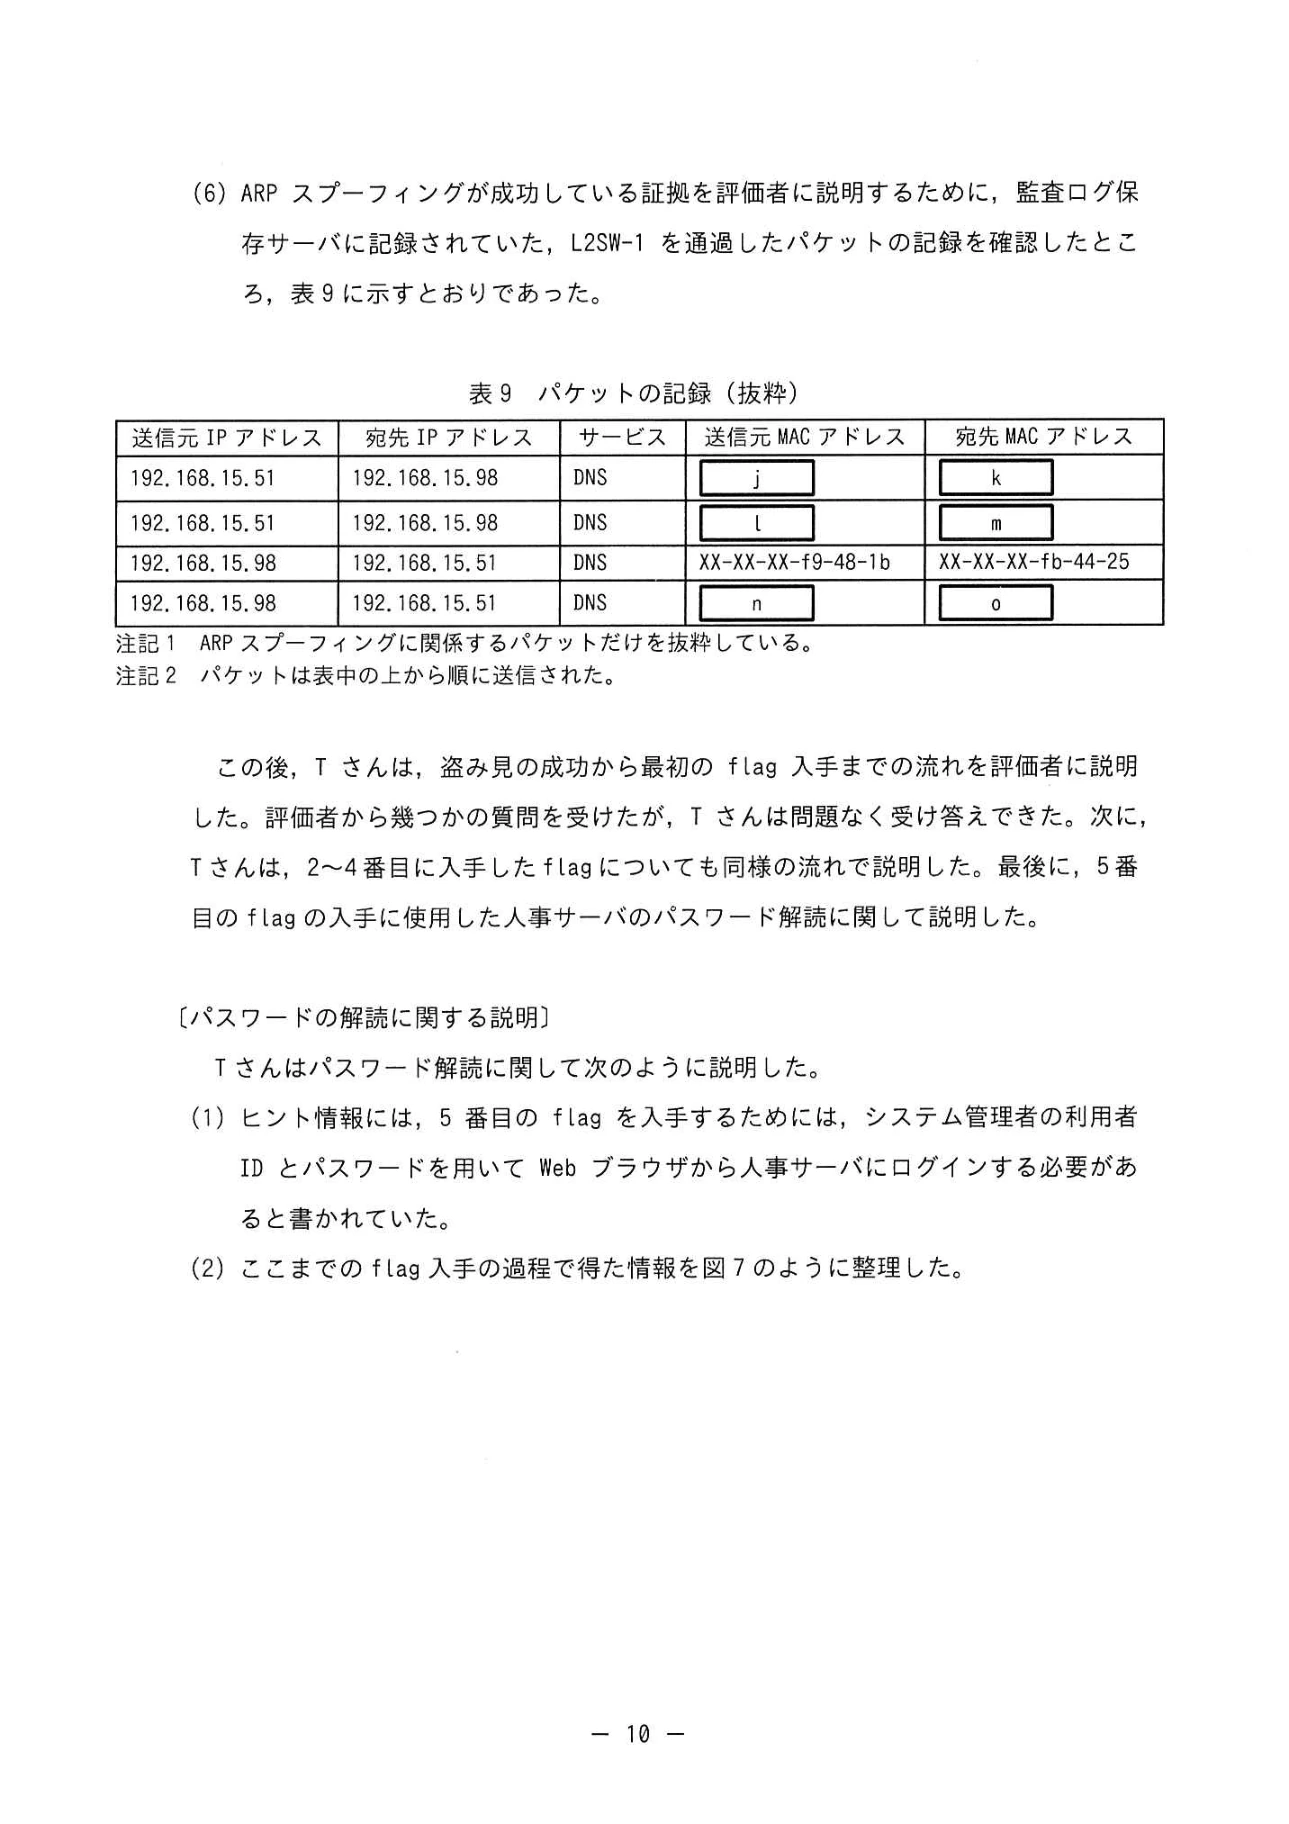 (6) ARP スプーフィングが成功している証拠を評価者に説明するために，監査ログ保
存サーバに記録されていた，L2SW-1 を通過したパケットの記録を確認したとこ
ろ，表 9 に示すとおりであった。
表 9　パケットの記録（抜粋）
送信元 IP アドレス　宛先 IP アドレス　サービス　送信元 MAC アドレス　宛先 MAC アドレス
192.168.15.51　192.168.15.98　DNS　j　k
192.168.15.51　192.168.15.98　DNS　l　m
192.168.15.98　192.168.15.51　DNS　XX-XX-XX-f9-48-1b　XX-XX-XX-fb-44-25
192.168.15.98　192.168.15.51　DNS　n　o
注記 1　ARP スプーフィングに関係するパケットだけを抜粋している。
注記 2　パケットは表中の上から順に送信された。
この後，T さんは，盗み見の成功から最初の flag 入手までの流れを評価者に説明
した。評価者から幾つかの質問を受けたが，T さんは問題なく受け答えできた。次に，
T さんは，2～4 番目に入手した flag についても同様の流れで説明した。最後に，5 番
目の flag の入手に使用した人事サーバのパスワード解読に関して説明した。
〔パスワードの解読に関する説明〕
T さんはパスワード解読に関して次のように説明した。
(1) ヒント情報には，5 番目の flag を入手するためには，システム管理者の利用者
ID とパスワードを用いて Web ブラウザから人事サーバにログインする必要があ
ると書かれていた。
(2) ここまでの flag 入手の過程で得た情報を図 7 のように整理した。
－ 10 －